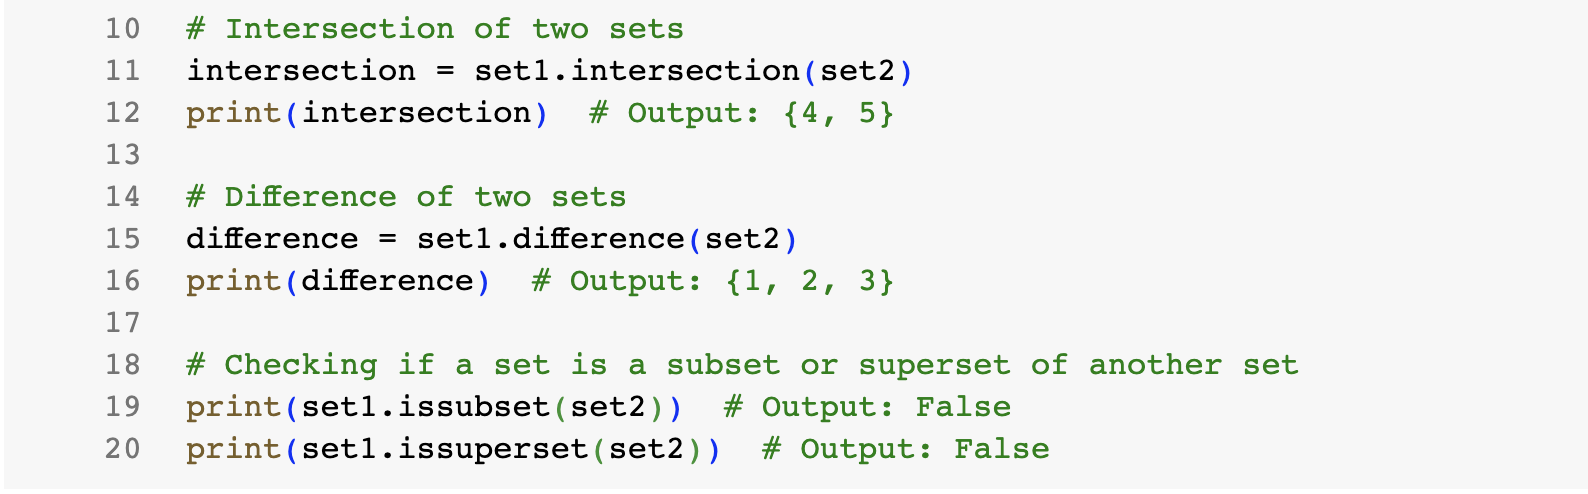 10 # Intersection of two sets
11 intersection = set1.intersection(set2)
12 print(intersection)  # Output: {4, 5}
13
14 # Difference of two sets
15 difference = set1.difference(set2)
16 print(difference)  # Output: {1, 2, 3}
17
18 # Checking if a set is a subset or superset of another set
19 print(set1.issubset(set2))  # Output: False
20 print(set1.issuperset(set2))  # Output: False